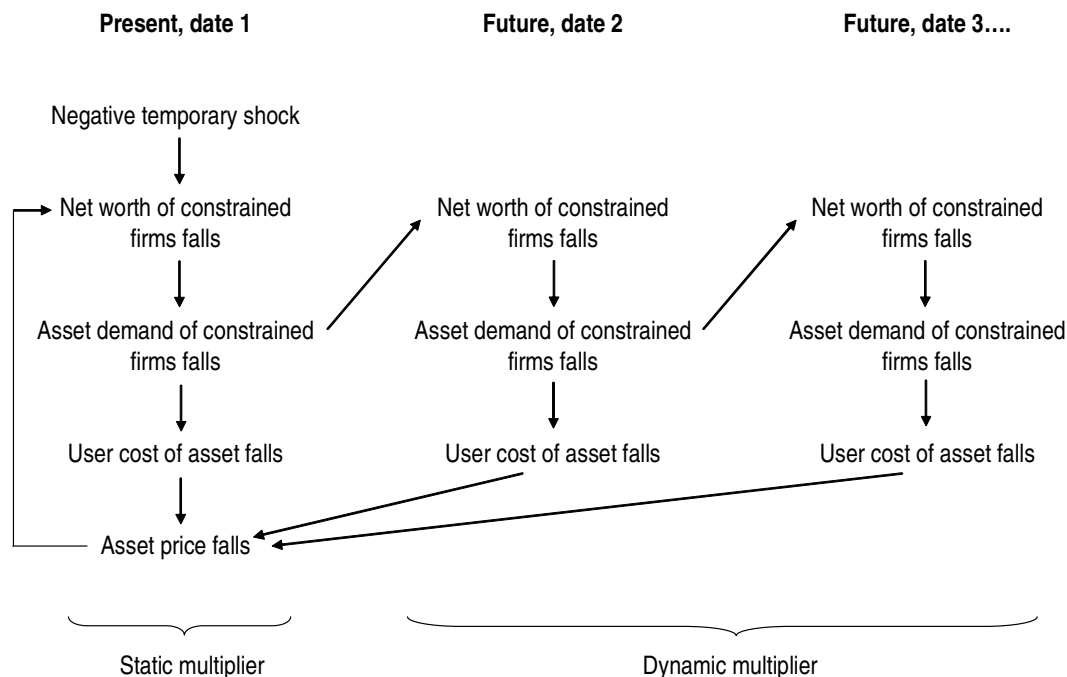 Present, date 1
Future, date 2
Future, date 3....
Negative temporary shock
Net worth of constrained
firms falls
Net worth of constrained
firms falls
Net worth of constrained
firms falls
Asset demand of constrained
firms falls
Asset demand of constrained
firms falls
Asset demand of constrained
firms falls
User cost of asset falls
User cost of asset falls
User cost of asset falls
Asset price falls
Static multiplier
Dynamic multiplier